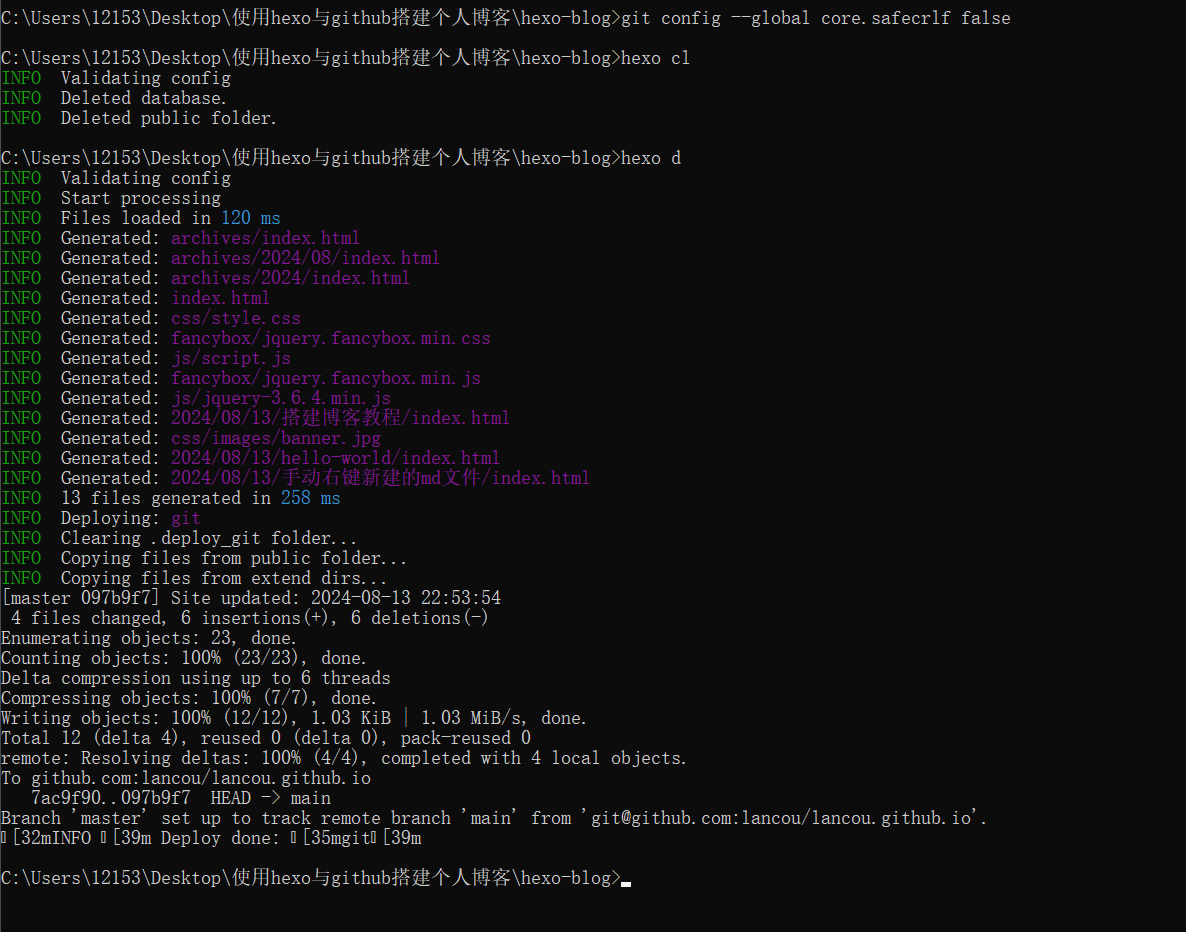 C:\Users\12153\Desktop\使用hexo与github搭建个人博客\hexo-blog>git config --global core.safecrlf false
C:\Users\12153\Desktop\使用hexo与github搭建个人博客\hexo-blog>hexo cl
INFO  Validating config
INFO  Deleted database.
INFO  Deleted public folder.
C:\Users\12153\Desktop\使用hexo与github搭建个人博客\hexo-blog>hexo d
INFO  Validating config
INFO  Start processing
INFO  Files loaded in 120 ms
INFO  Generated: archives/index.html
INFO  Generated: archives/2024/08/index.html
INFO  Generated: archives/2024/index.html
INFO  Generated: index.html
INFO  Generated: css/style.css
INFO  Generated: fancybox/jquery.fancybox.min.css
INFO  Generated: js/script.js
INFO  Generated: fancybox/jquery.fancybox.min.js
INFO  Generated: js/jquery-3.6.4.min.js
INFO  Generated: 2024/08/13/搭建博客教程/index.html
INFO  Generated: css/images/banner.jpg
INFO  Generated: 2024/08/13/hello-world/index.html
INFO  Generated: 2024/08/13/手动右键新建的md文件/index.html
INFO  13 files generated in 258 ms
INFO  Deploying: git
INFO  Clearing .deploy_git folder...
INFO  Copying files from public folder...
INFO  Copying files from extend dirs...
[master 097b9f7] Site updated: 2024-08-13 22:53:54
 4 files changed, 6 insertions(+), 6 deletions(-)
Enumerating objects: 23, done.
Counting objects: 100% (23/23), done.
Delta compression using up to 6 threads
Compressing objects: 100% (7/7), done.
Writing objects: 100% (12/12), 1.03 KiB | 1.03 MiB/s, done.
Total 12 (delta 4), reused 0 (delta 0), pack-reused 0
remote: Resolving deltas: 100% (4/4), completed with 4 local objects.
To github.com:lancou/lancou.github.io
   7ac9f90..097b9f7  HEAD -> main
Branch 'master' set up to track remote branch 'main' from 'git@github.com:lancou/lancou.github.io'.
[32mINFO [39m Deploy done: [35mgit[39m
C:\Users\12153\Desktop\使用hexo与github搭建个人博客\hexo-blog>